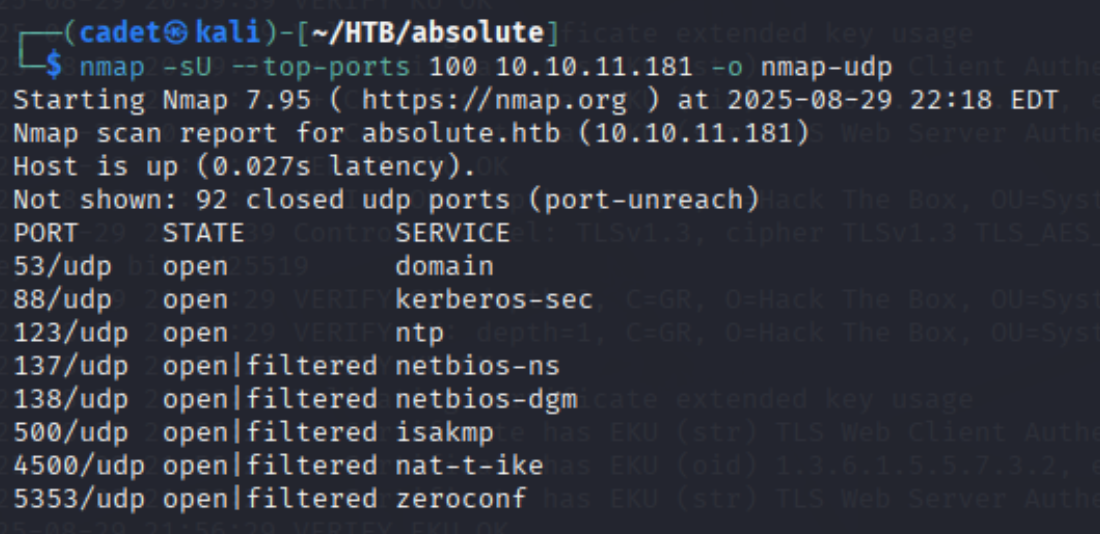 ┌──(cadet㉿kali)-[~/HTB/absolute]
└─$ nmap -sU --top-ports 100 10.10.11.181 -o nmap-udp
Starting Nmap 7.95 ( https://nmap.org ) at 2025-08-29 22:18 EDT
Nmap scan report for absolute.htb (10.10.11.181)
Host is up (0.027s latency).
Not shown: 92 closed udp ports (port-unreach)
PORT     STATE         SERVICE
53/udp   open          domain
88/udp   open          kerberos-sec
123/udp  open          ntp
137/udp  open|filtered netbios-ns
138/udp  open|filtered netbios-dgm
500/udp  open|filtered isakmp
4500/udp open|filtered nat-t-ike
5353/udp open|filtered zeroconf